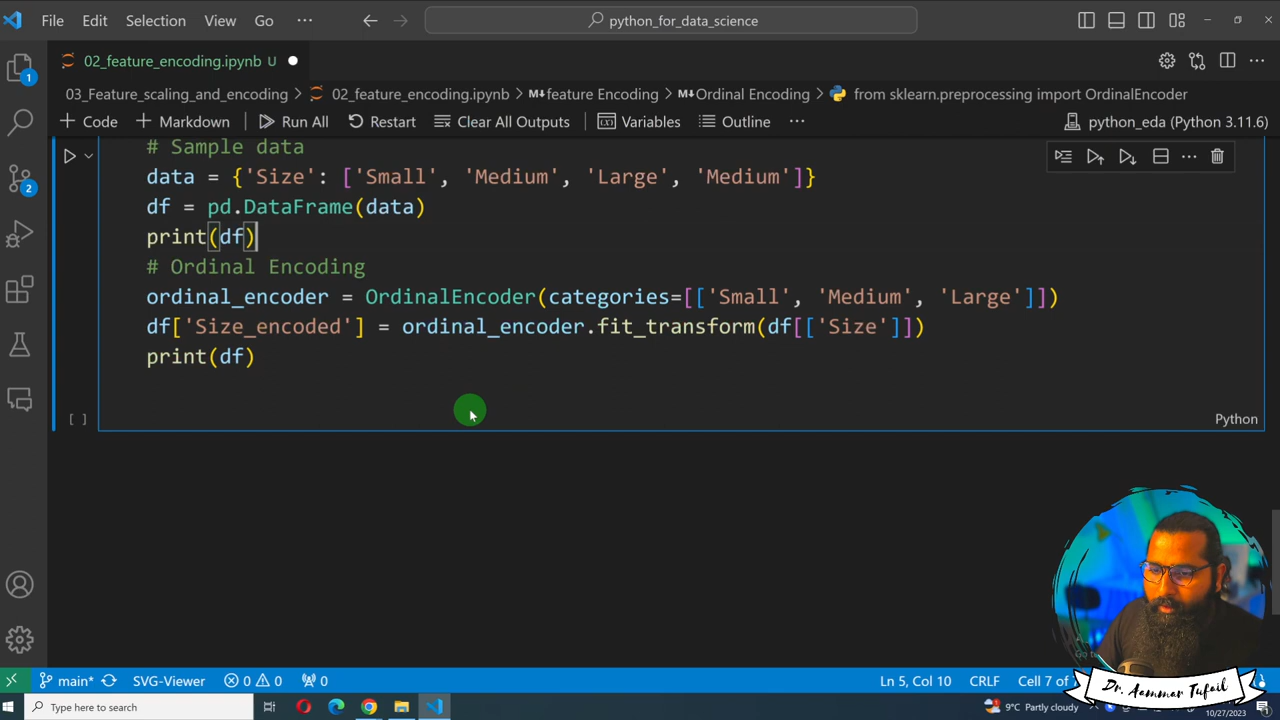 File Edit Selection View Go ··· python_for_data_science
02_feature_encoding.ipynb U
03_Feature_scaling_and_encoding > 02_feature_encoding.ipynb > feature Encoding > Ordinal Encoding > from sklearn.preprocessing import OrdinalEncoder
+ Code + Markdown Run All Restart Clear All Outputs Variables Outline ··· python_eda (Python 3.11.6)
# Sample data
data = {'Size': ['Small', 'Medium', 'Large', 'Medium']}
df = pd.DataFrame(data)
print(df)
# Ordinal Encoding
ordinal_encoder = OrdinalEncoder(categories=[['Small', 'Medium', 'Large']])
df['Size_encoded'] = ordinal_encoder.fit_transform(df[['Size']])
print(df)
[ ] Python
1
2
main* SVG-Viewer 0 0 0 Ln 5, Col 10 CRLF Cell 7 of 7
Dr. Aammar Tufail
Type here to search 9°C Partly cloudy 10/27/2023